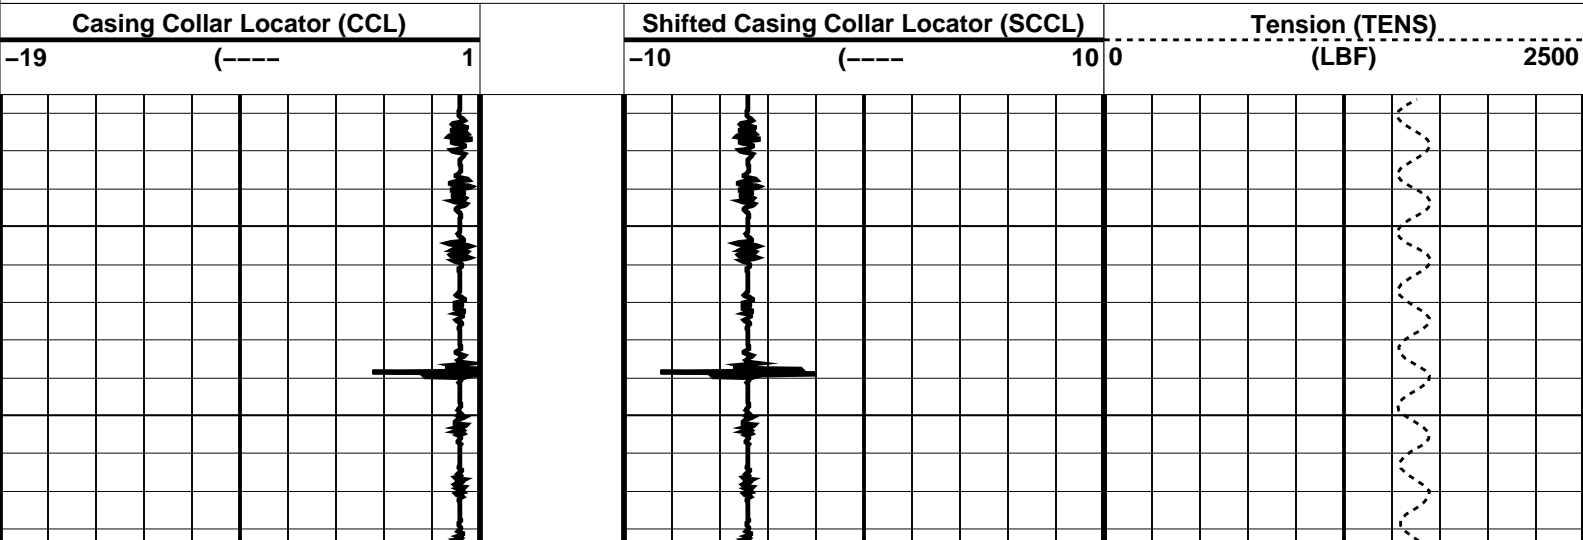 Casing Collar Locator (CCL)
−19 (−−−− 1
Shifted Casing Collar Locator (SCCL)
−10 (−−−− 10
Tension (TENS)
0 (LBF) 2500